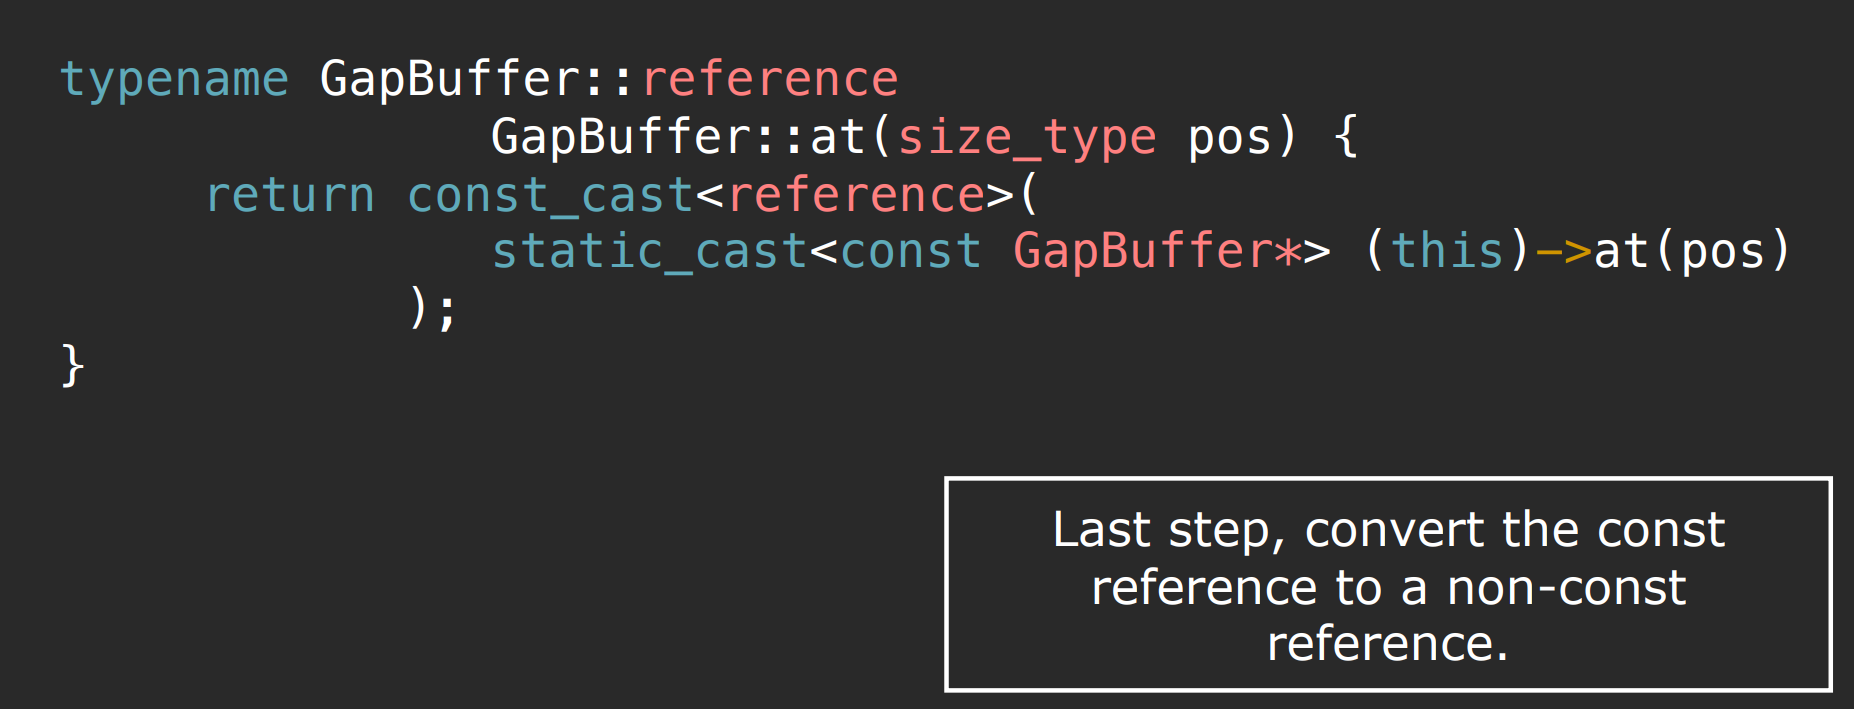 typename GapBuffer::reference
GapBuffer::at(size_type pos) {
return const_cast<reference>(
static_cast<const GapBuffer*> (this)->at(pos)
);
}
Last step, convert the const
reference to a non-const
reference.